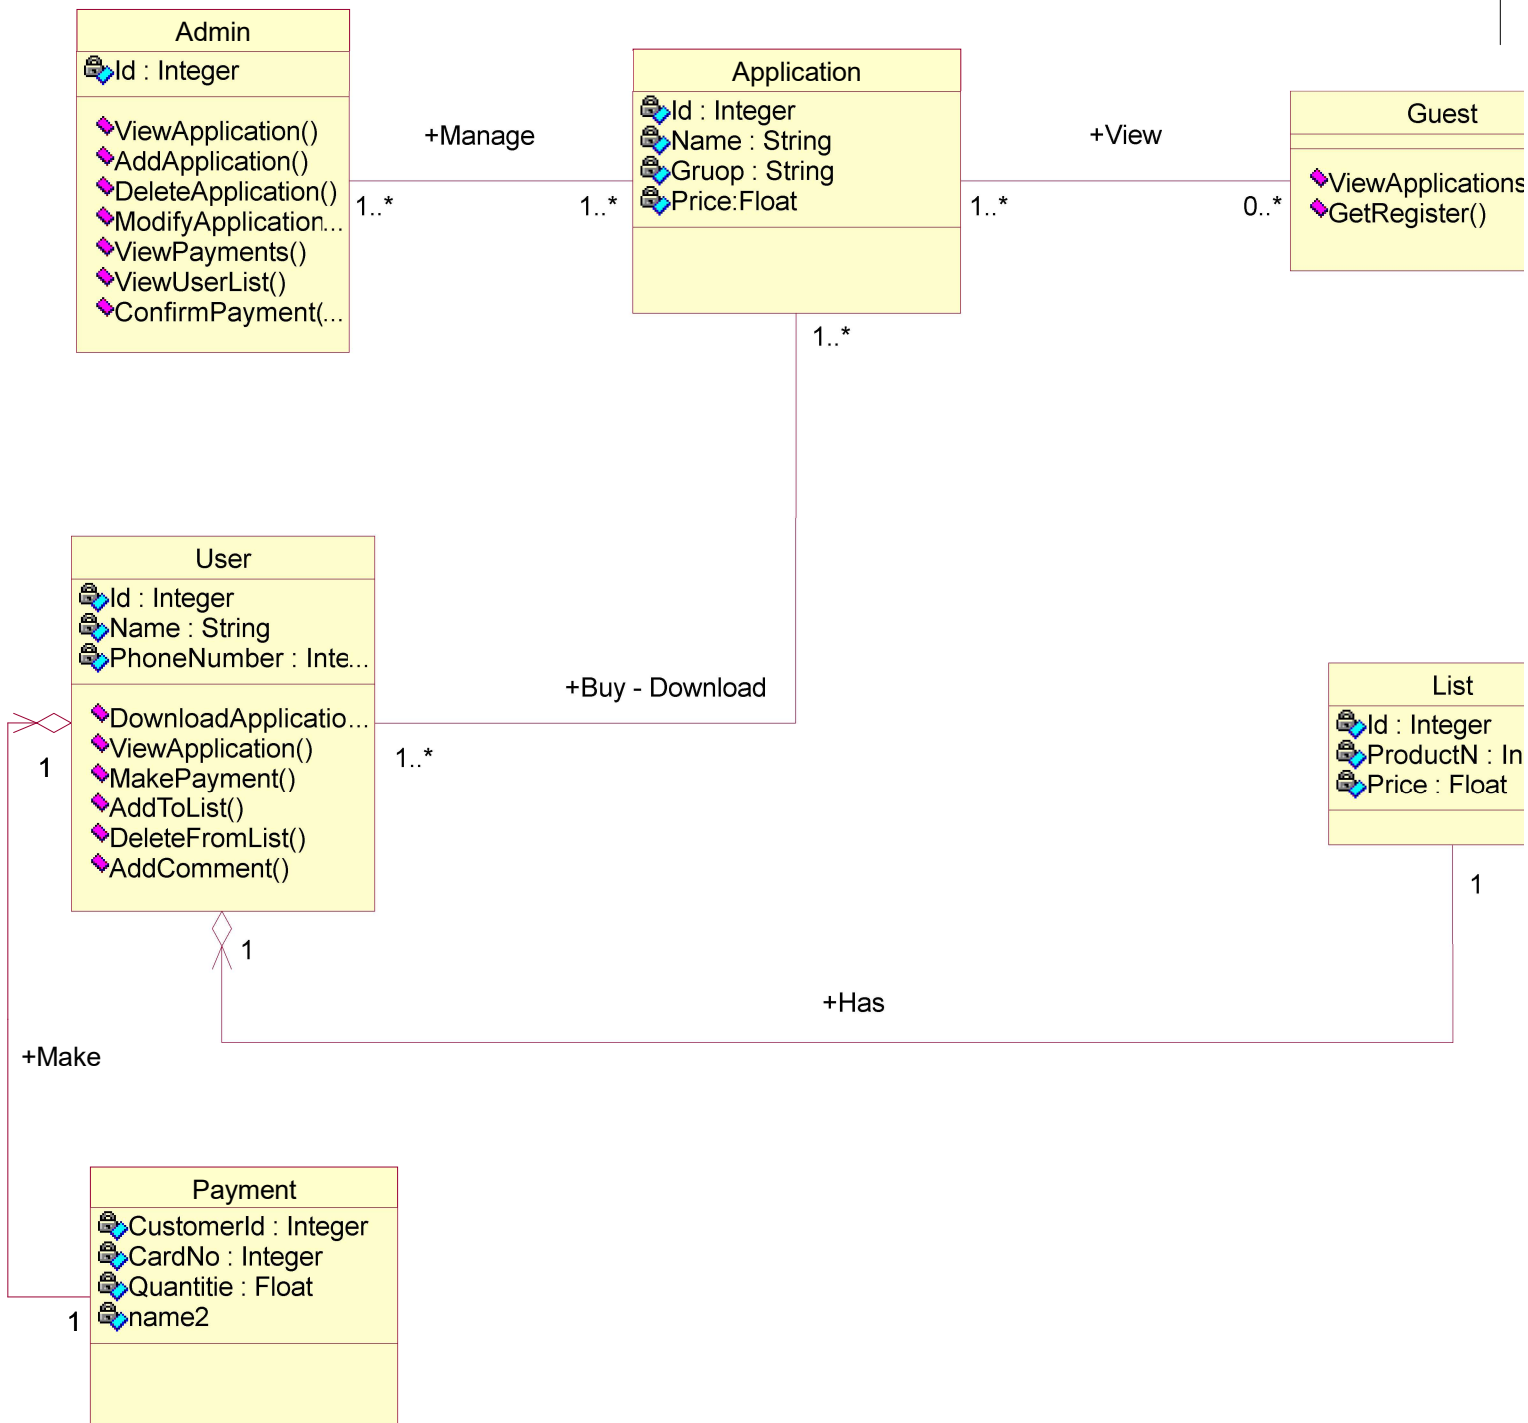 Admin
Id : Integer
ViewApplication()
AddApplication()
DeleteApplication()
ModifyApplication...
ViewPayments()
ViewUserList()
ConfirmPayment(...
+Manage
1..*
1..*
Application
Id : Integer
Name : String
Gruop : String
Price:Float
+View
1..*
0..*
1..*
Guest
ViewApplications
GetRegister()
User
Id : Integer
Name : String
PhoneNumber : Inte...
DownloadApplicatio...
ViewApplication()
MakePayment()
AddToList()
DeleteFromList()
AddComment()
+Buy - Download
1..*
1
1
List
Id : Integer
ProductN : In
Price : Float
1
+Has
+Make
1
Payment
CustomerId : Integer
CardNo : Integer
Quantitie : Float
name2